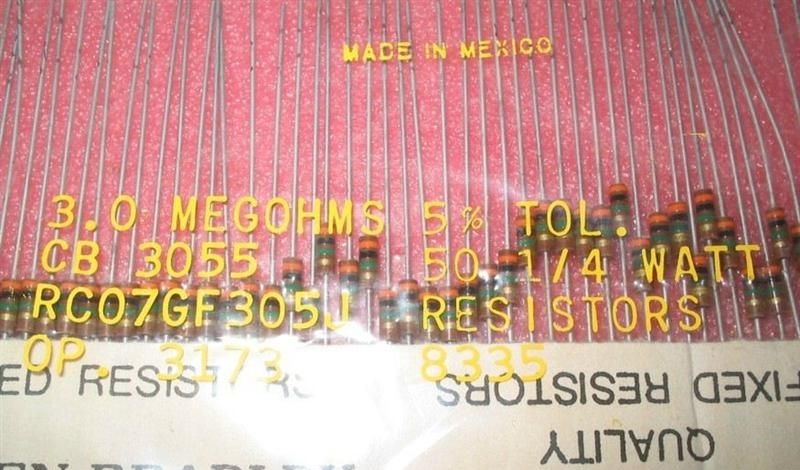 MADE IN MEXICO
3.0 MEGOHMS 5% TOL.
CB 3055 50 1/4 WATT
RC07GF305J RESISTORS
OP. 3173 8335
FIXED RESISTORS
QUALITY